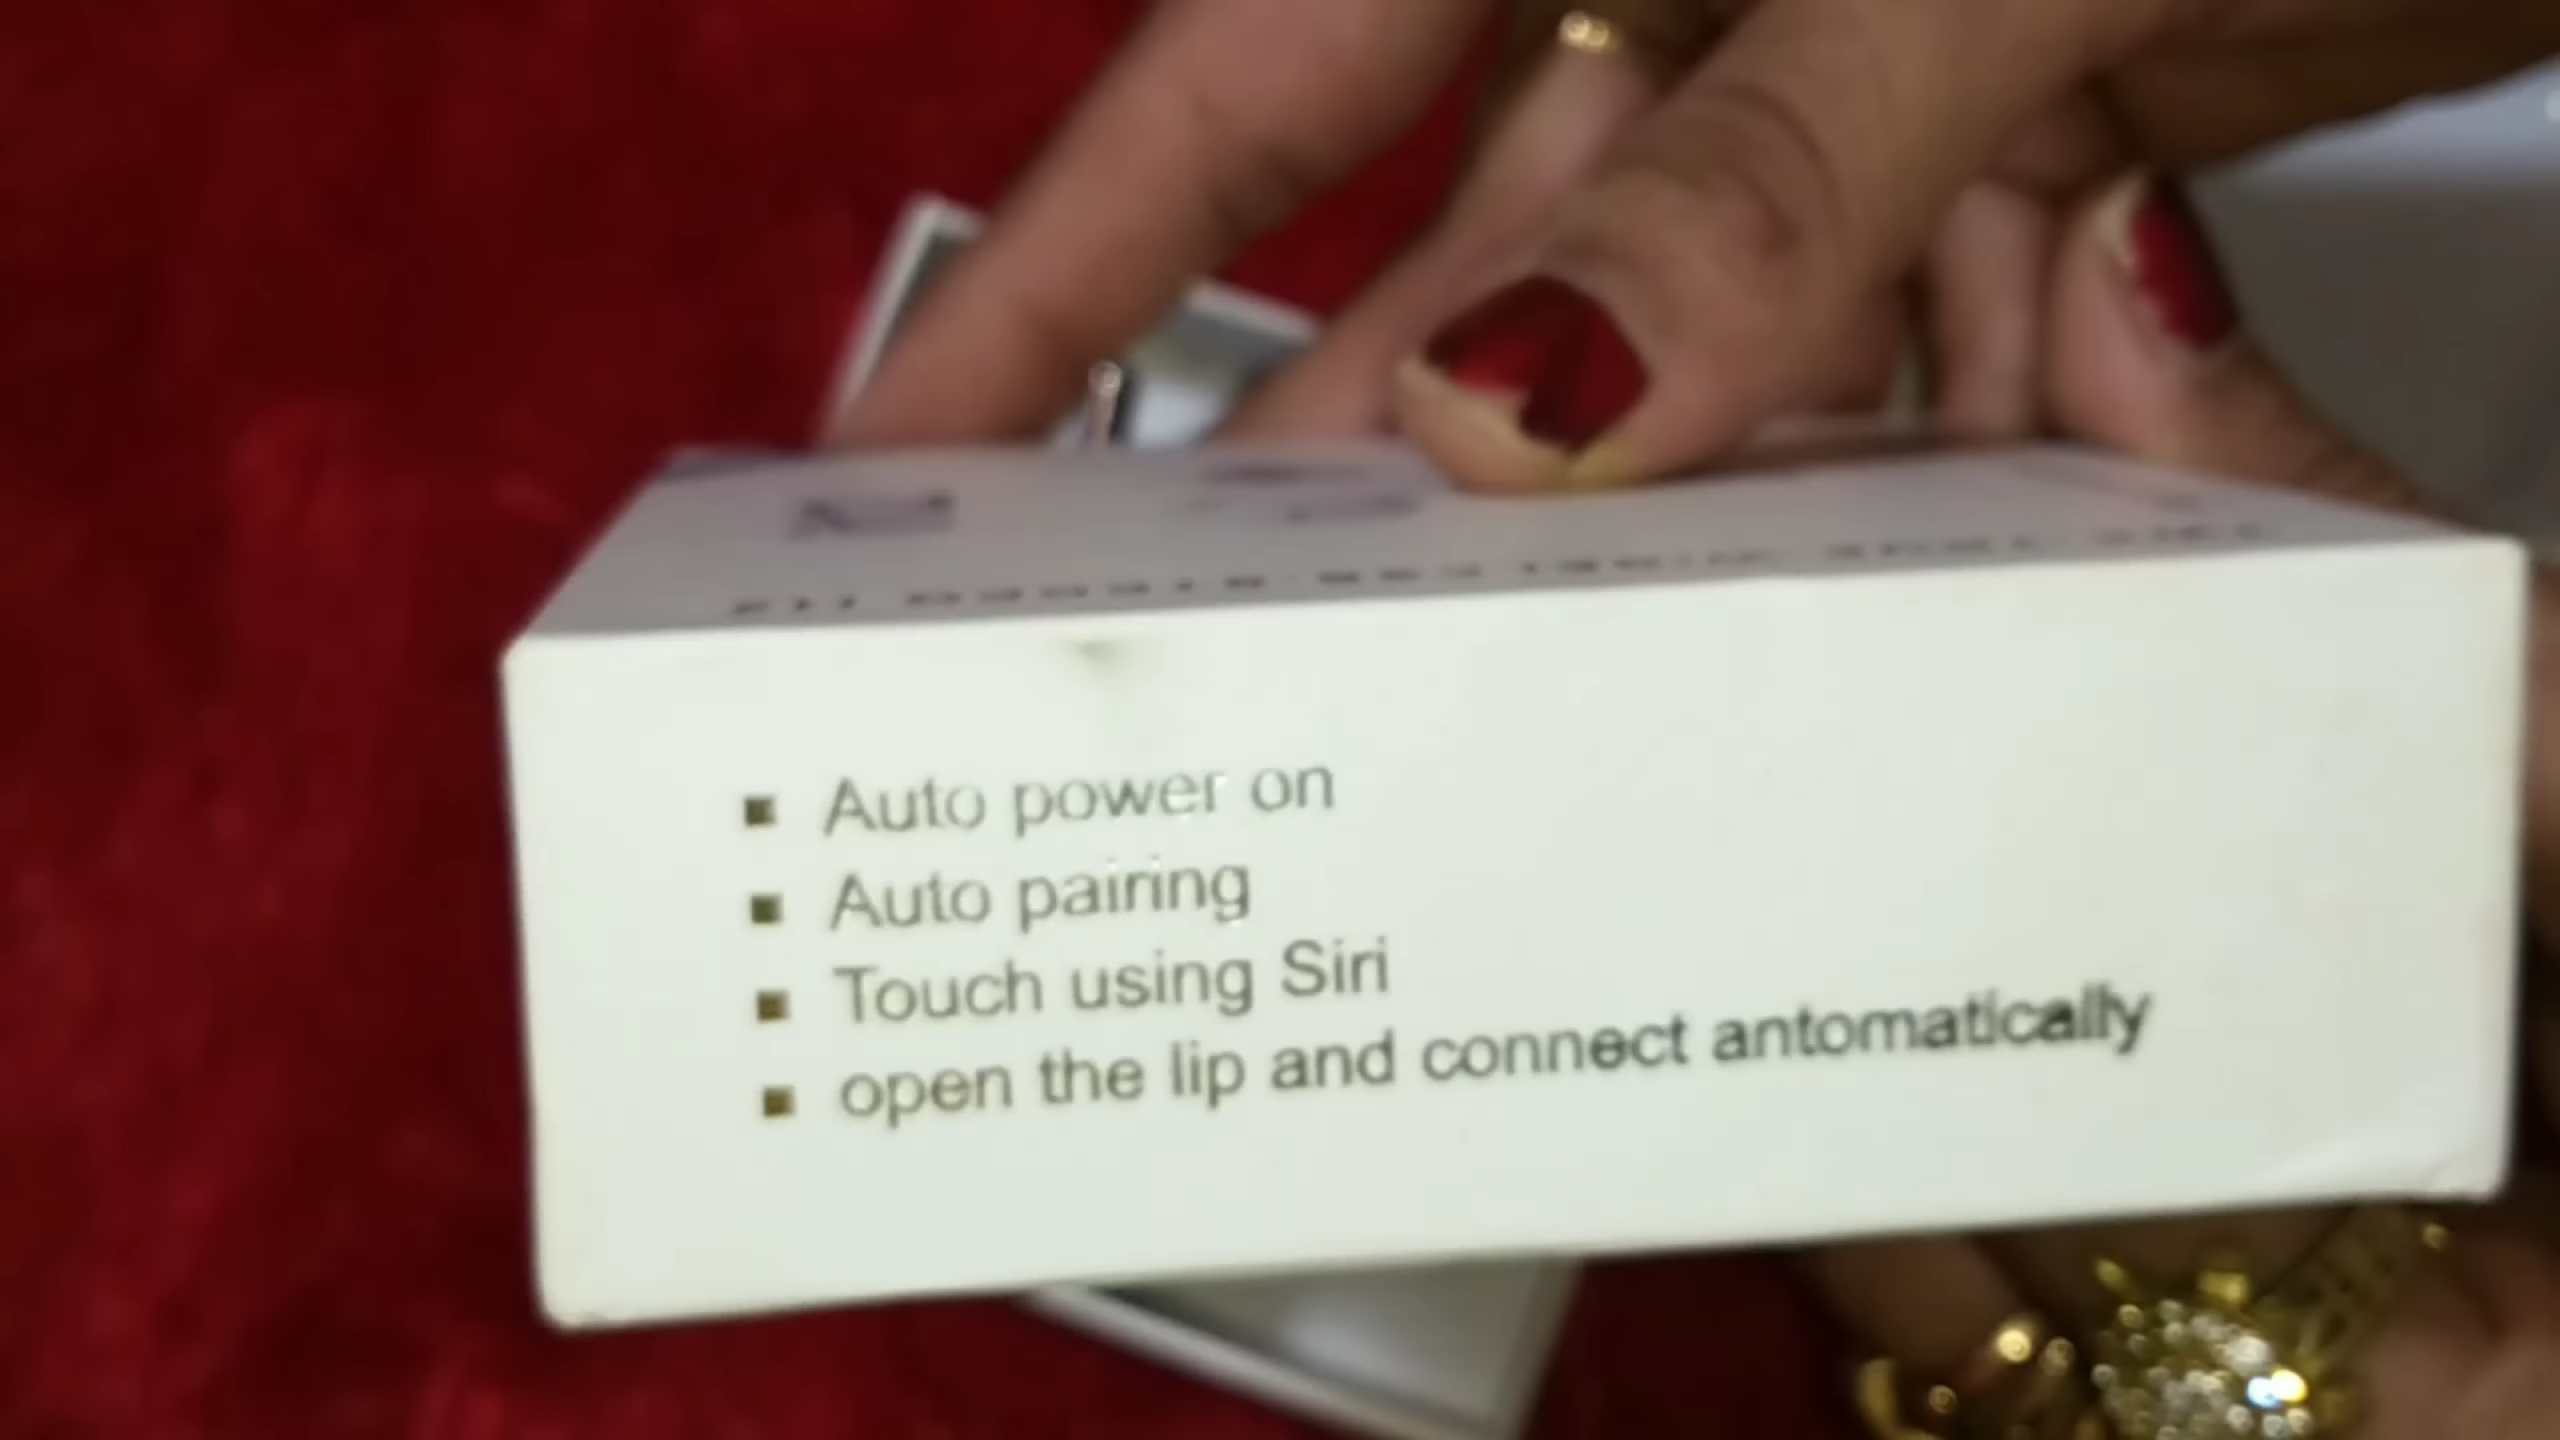 Auto power on
Auto pairing
Touch using Siri
open the lip and connect antomatically